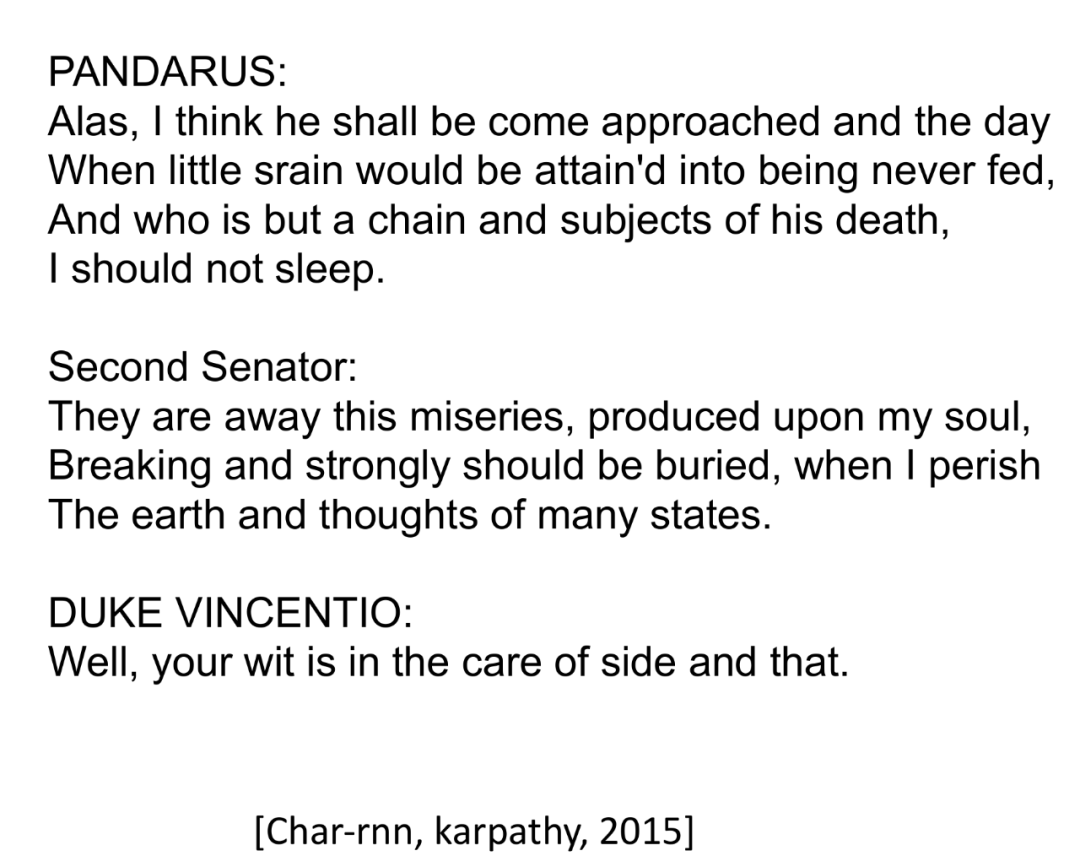 PANDARUS:
Alas, I think he shall be come approached and the day
When little srain would be attain'd into being never fed,
And who is but a chain and subjects of his death,
I should not sleep.
Second Senator:
They are away this miseries, produced upon my soul,
Breaking and strongly should be buried, when I perish
The earth and thoughts of many states.
DUKE VINCENTIO:
Well, your wit is in the care of side and that.
[Char-rnn, karpathy, 2015]